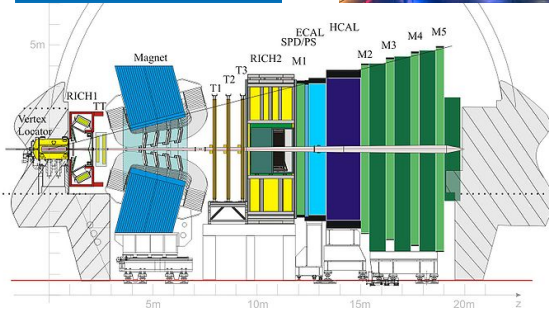 5m
Magnet
SPD/PS
ECAL
HCAL
M1
M2
M3
M4
M5
RICH2
T1
T2
T3
RICH1
TT
Vertex
Locator
5m
10m
15m
20m
z